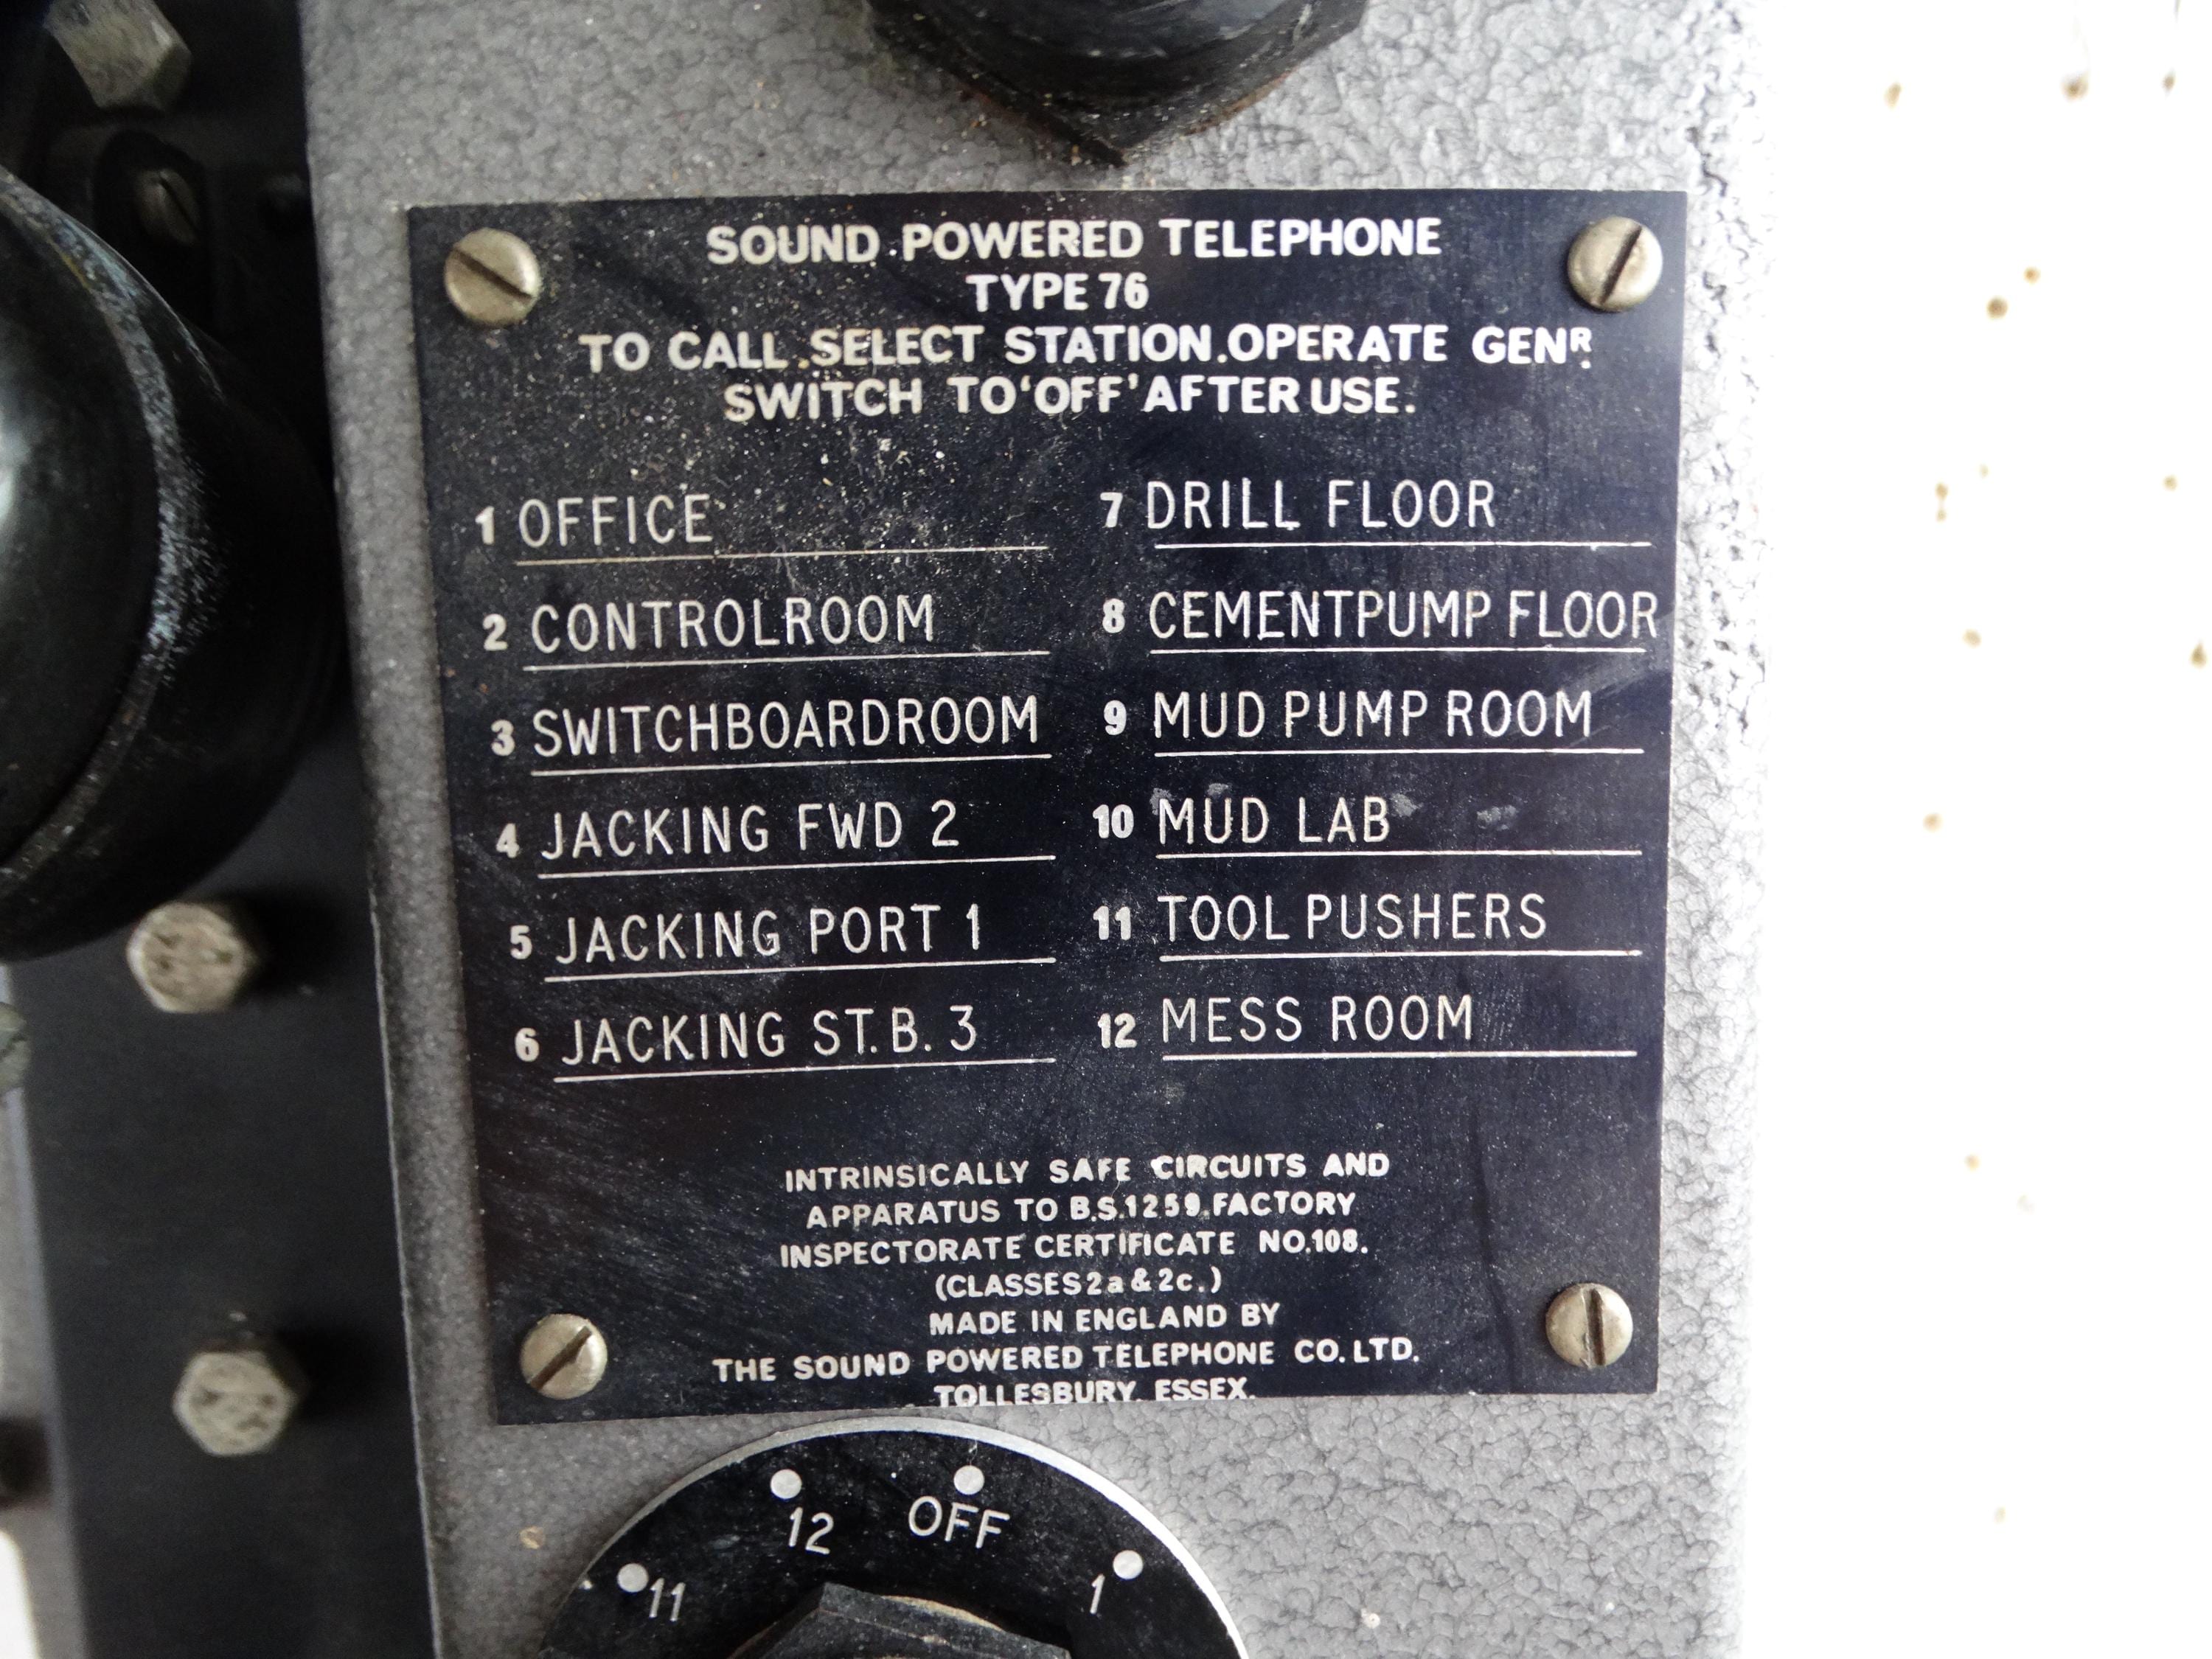 SOUND POWERED TELEPHONE
TYPE 76
TO CALL.SELECT STATION.OPERATE GENR.
SWITCH TO 'OFF' AFTER USE.
1 OFFICE
2 CONTROLROOM
3 SWITCHBOARDROOM
4 JACKING FWD 2
5 JACKING PORT 1
6 JACKING ST.B. 3
7 DRILL FLOOR
8 CEMENTPUMP FLOOR
9 MUD PUMP ROOM
10 MUD LAB
11 TOOL PUSHERS
12 MESS ROOM
INTRINSICALLY SAFE CIRCUITS AND
APPARATUS TO B.S.1259.FACTORY
INSPECTORATE CERTIFICATE NO.108.
(CLASSES 2a & 2c.)
MADE IN ENGLAND BY
THE SOUND POWERED TELEPHONE CO. LTD.
TOLLESBURY. ESSEX.
11 12 OFF 1